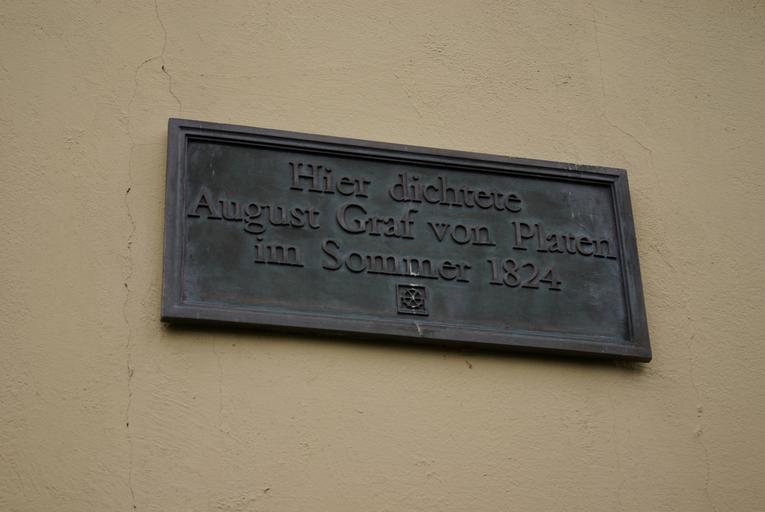 Hier dichtete
August Graf von Platen
im Sommer 1824